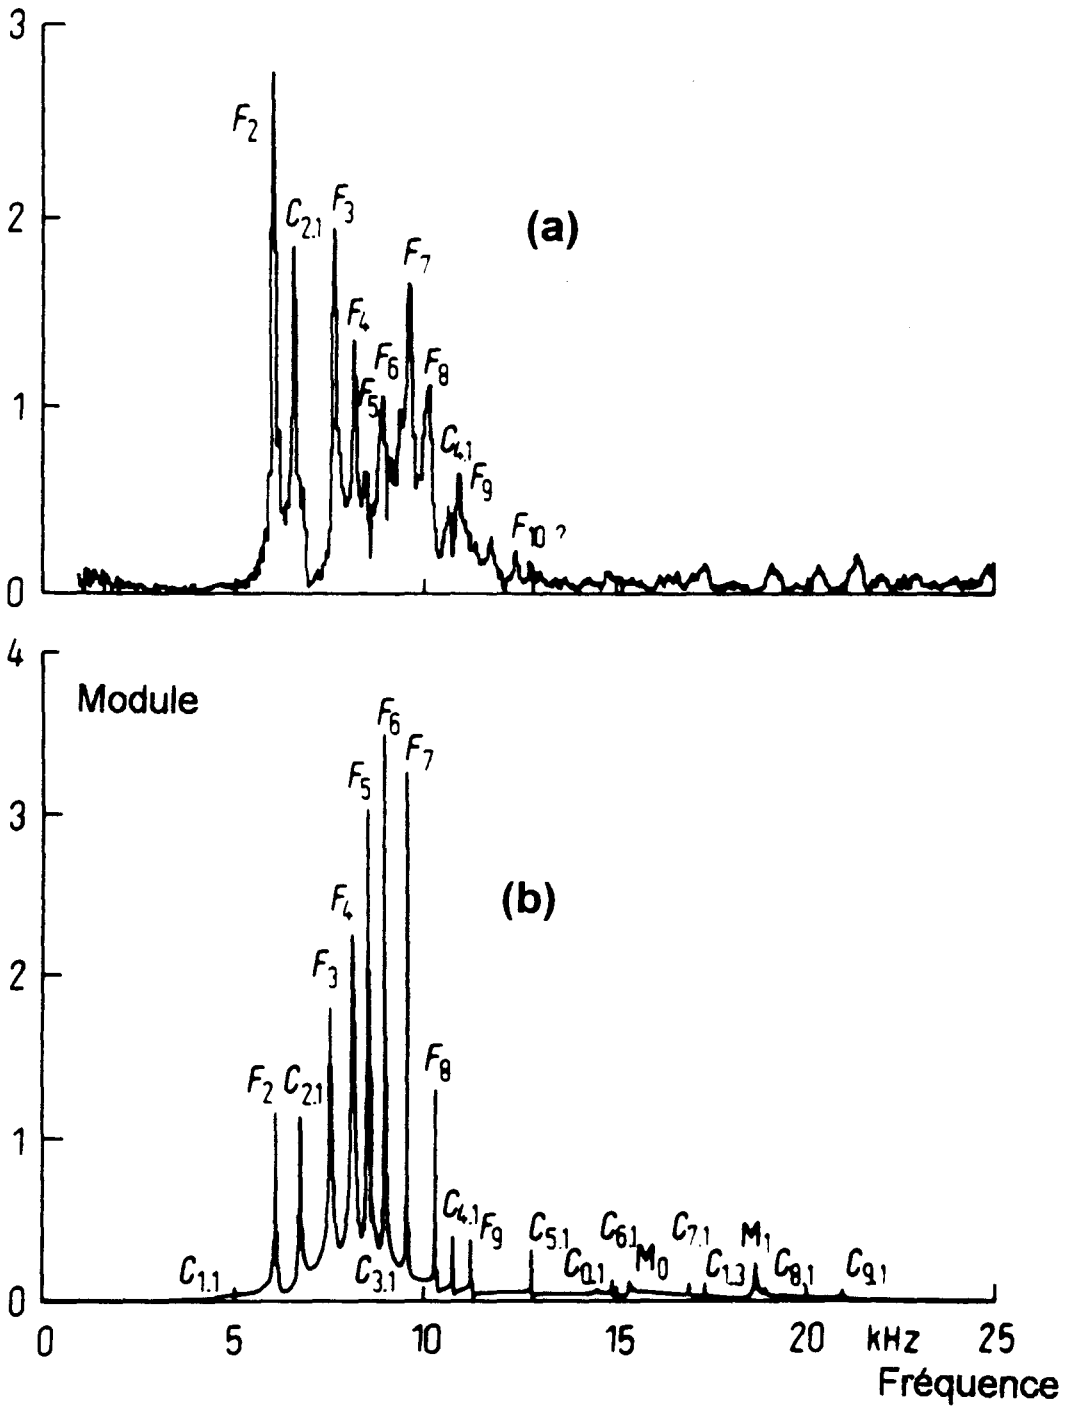 3
F2
C2.1 F3
2
(a)
F7
F4
F6 F8
F5
1
C4.1
F9
F10 ?
0
4
Module
F6
F7
F5
3
(b)
F4
F3
2
F8
F2 C2.1
1
C4.1 F9 C5.1 C6.1 C7.1 M1
C1.1 C3.1 C0.1 M0 C1.3 C8.1 C9.1
0
0 5 10 15 20 kHz 25
Fréquence